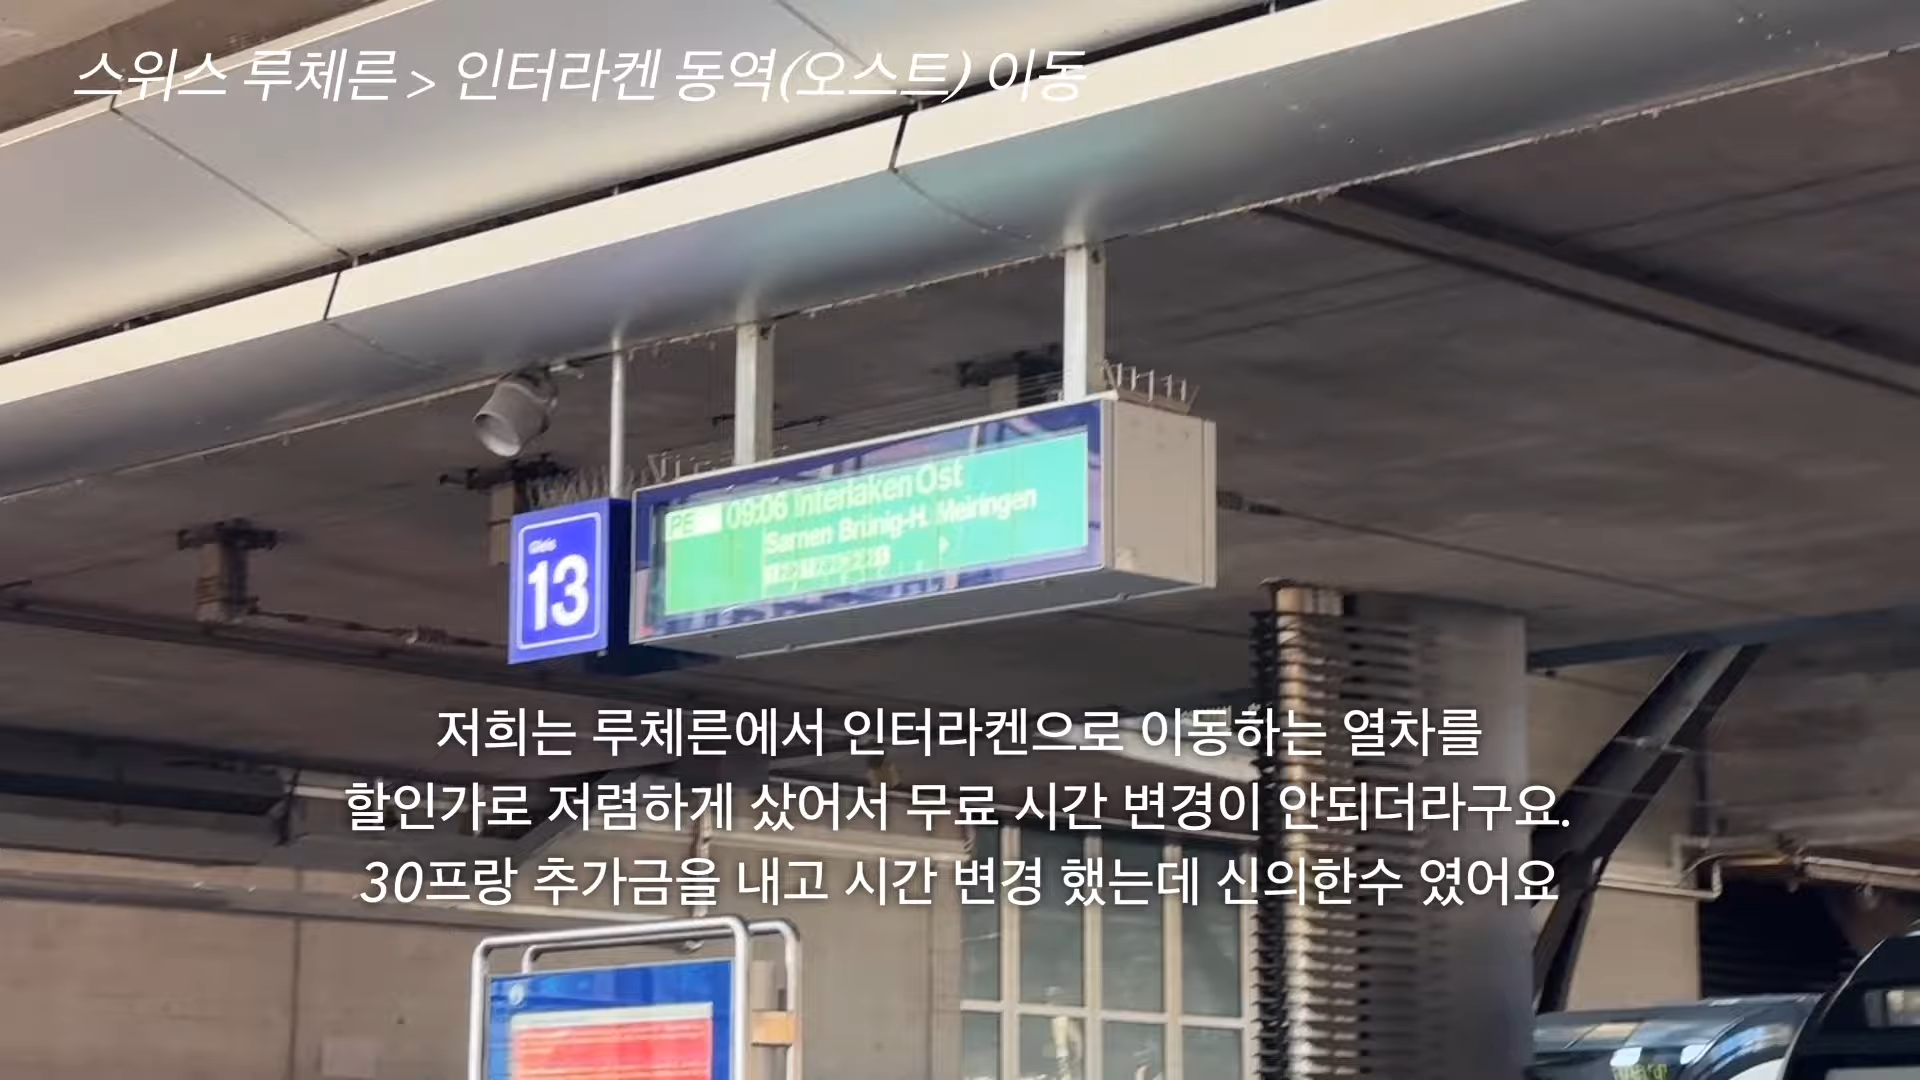 스위스 루체른 > 인터라켄 동역(오스트) 이동
09:06 Interlaken Ost
Sarnen Brünig-H. Meiringen
Gleis
13
저희는 루체른에서 인터라켄으로 이동하는 열차를
할인가로 저렴하게 샀어서 무료 시간 변경이 안되더라구요.
30프랑 추가금을 내고 시간 변경 했는데 신의한수 였어요